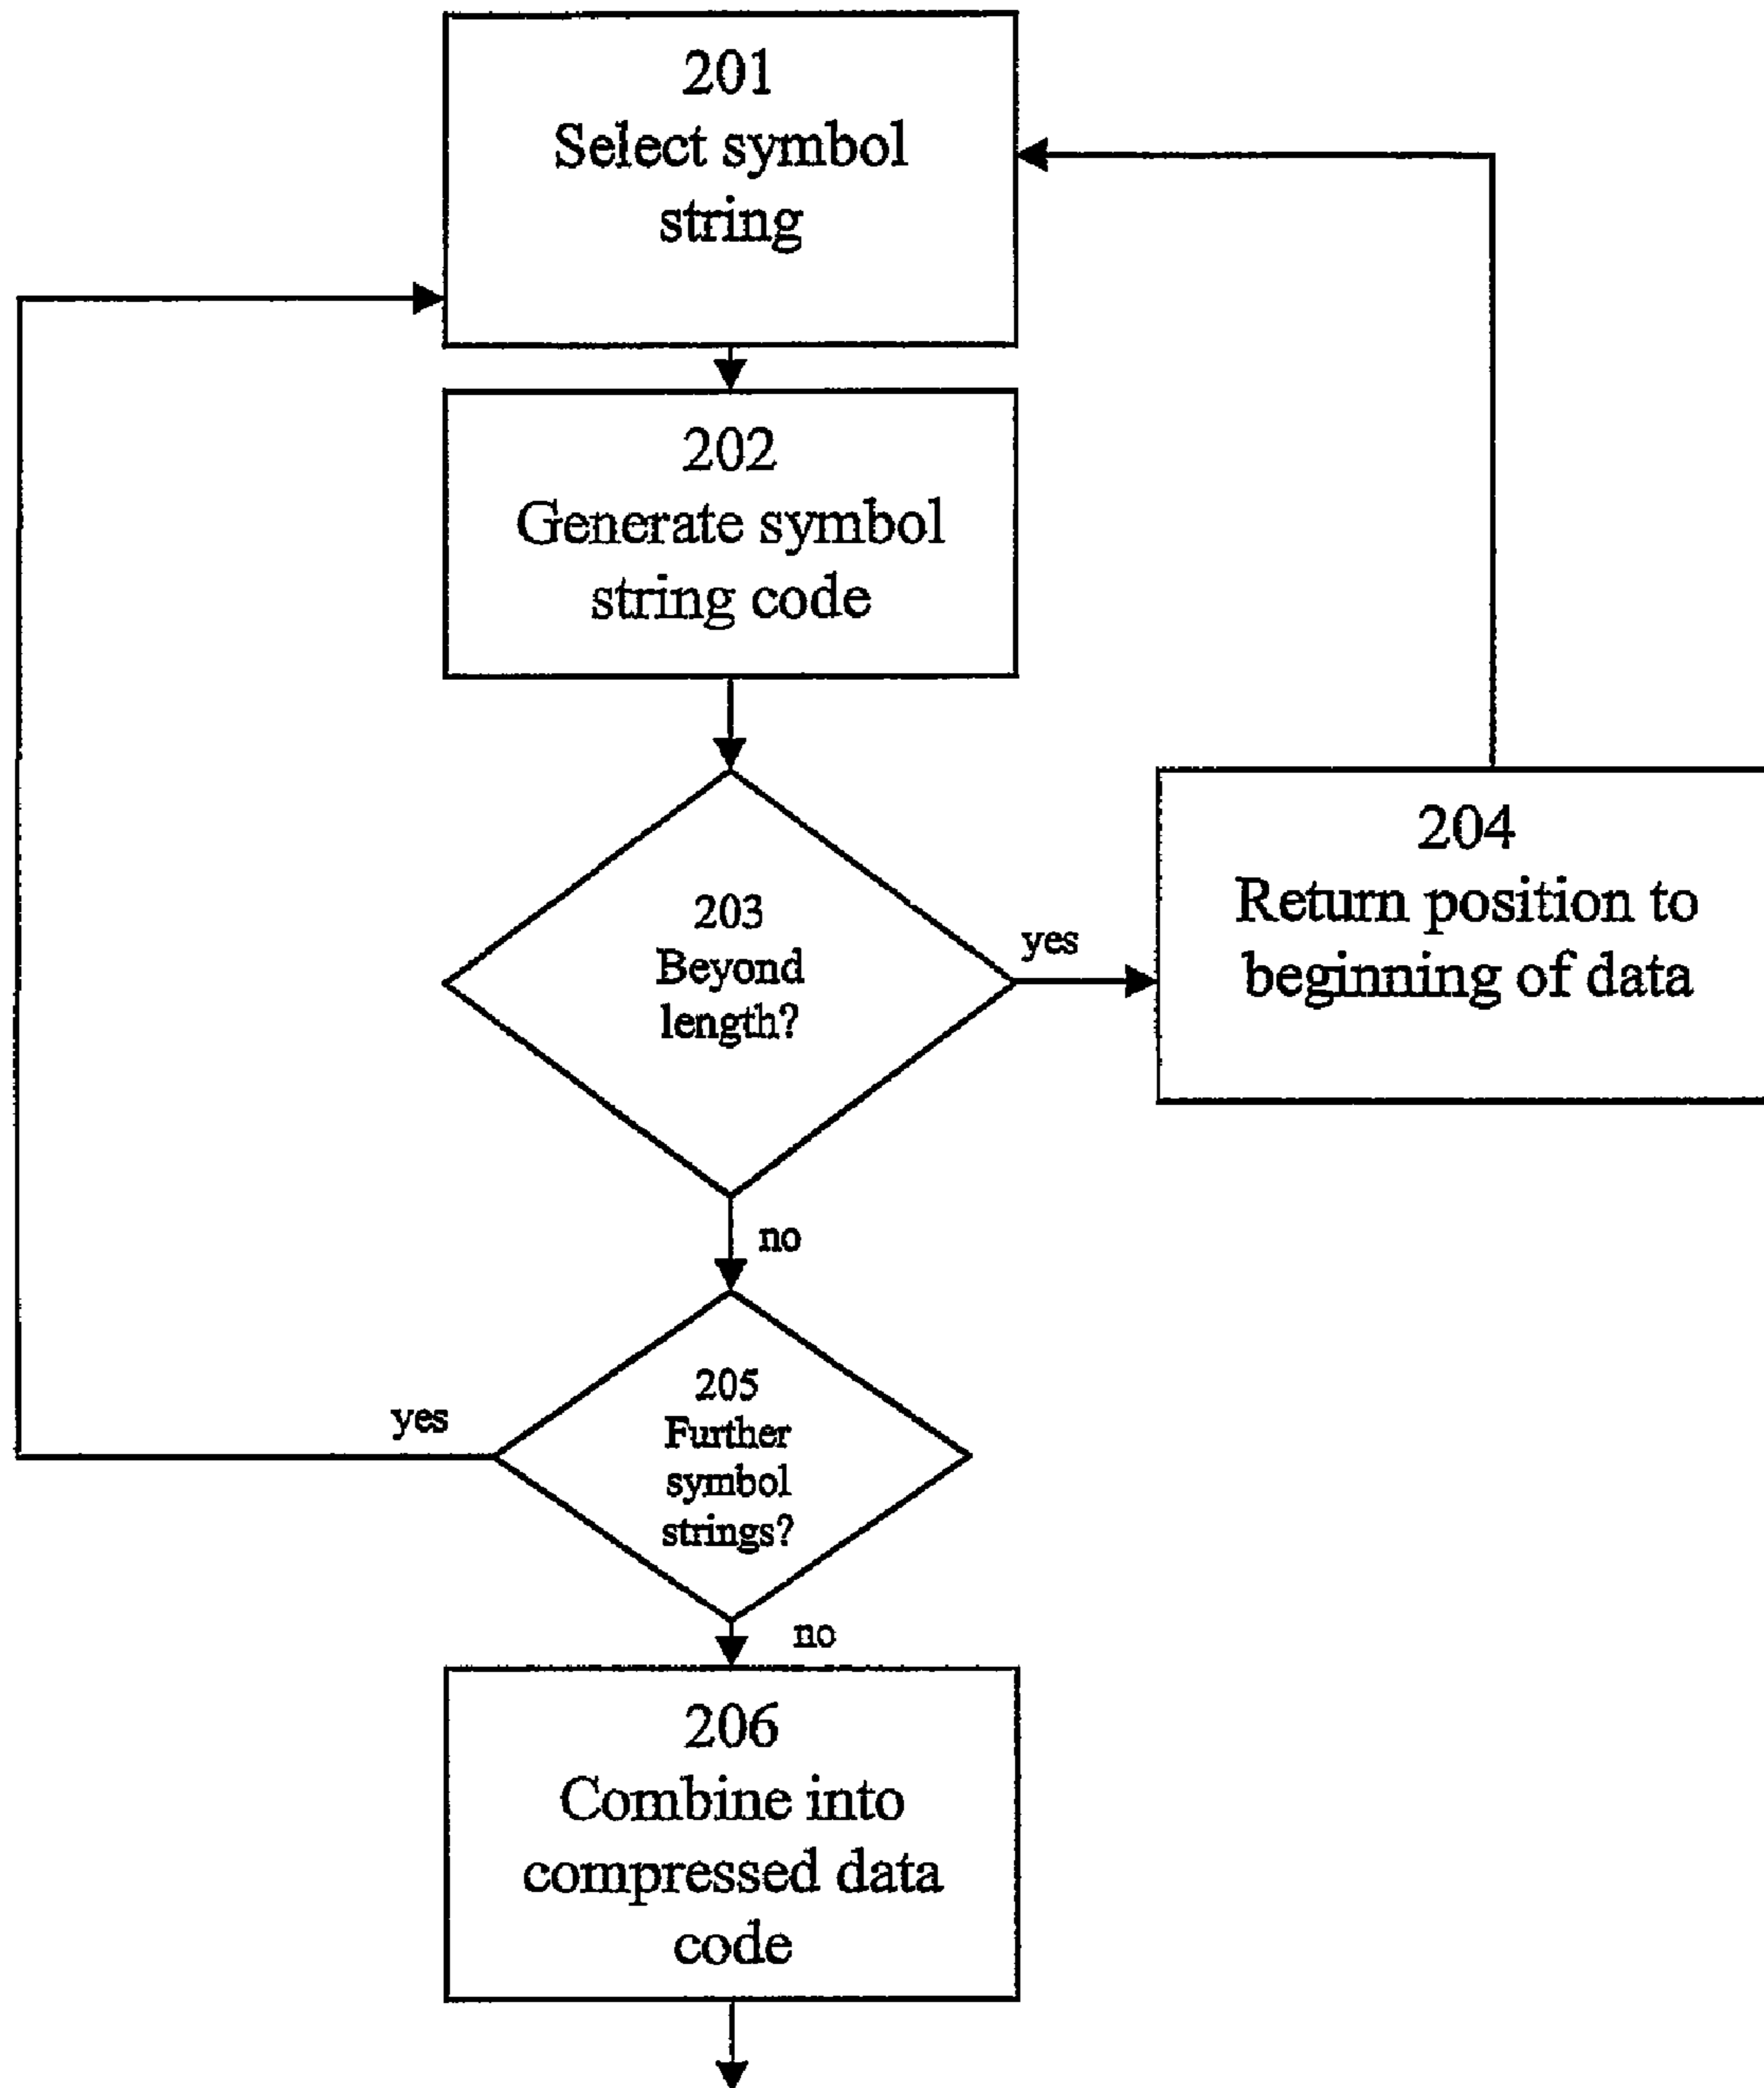 201
Select symbol
string
202
Generate symbol
string code
203
Beyond
length?
yes
204
Return position to
beginning of data
no
205
Further
symbol
strings?
yes
no
206
Combine into
compressed data
code